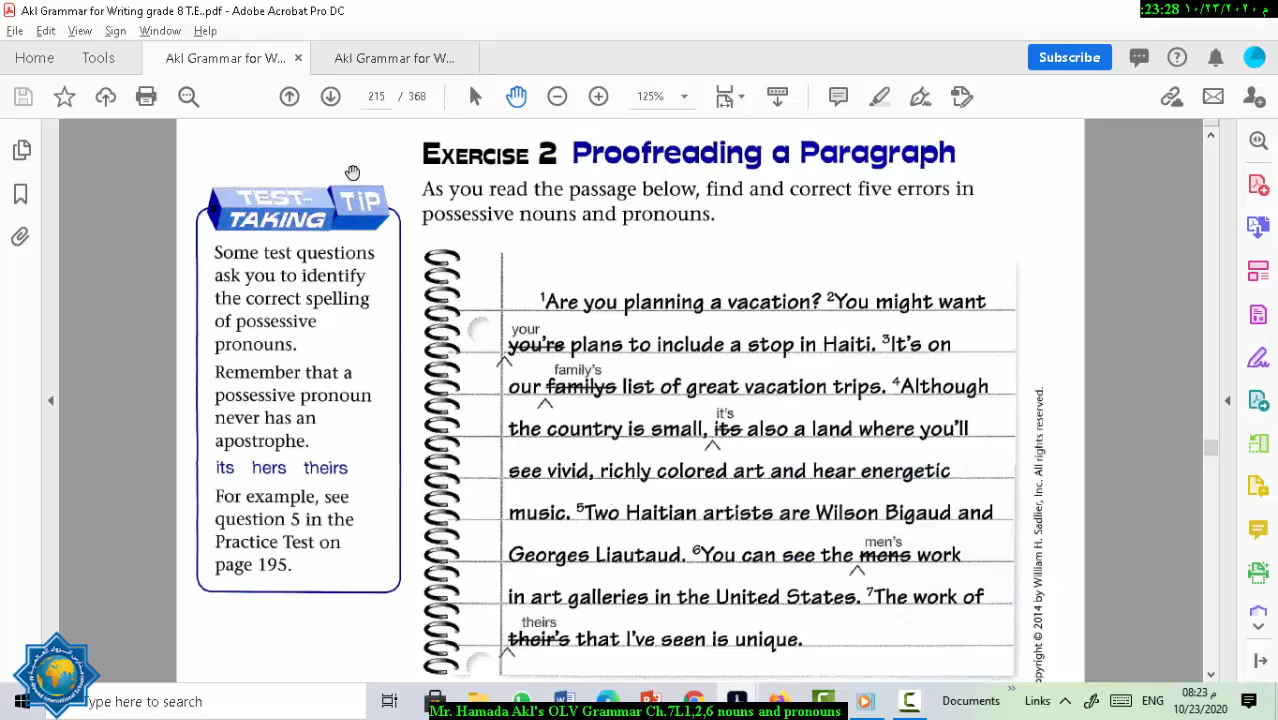 Akl Grammar for Writing grade 8 T.E..pdf - Adobe Acrobat Pro DC
:23:28 ١٠/٢٣/٢٠٢٠ م
File Edit View Sign Window Help
Home Tools Akl Grammar for W... × Akl Grammar for W...
Subscribe
215 / 368 125%
EXERCISE 2 Proofreading a Paragraph
As you read the passage below, find and correct five errors in
possessive nouns and pronouns.
TEST-TAKING TIP
Some test questions
ask you to identify
the correct spelling
of possessive
pronouns.
Remember that a
possessive pronoun
never has an
apostrophe.
its hers theirs
For example, see
question 5 in the
Practice Test on
page 195.
1Are you planning a vacation? 2You might want
your
you're plans to include a stop in Haiti. 3It's on
family's
our familys list of great vacation trips. 4Although
it's
the country is small, its also a land where you'll
see vivid, richly colored art and hear energetic
music. 5Two Haitian artists are Wilson Bigaud and
men's
Georges Liautaud. 6You can see the mens work
in art galleries in the United States. 7The work of
theirs
their's that I've seen is unique.
opyright © 2014 by William H. Sadlier, Inc. All rights reserved.
ype here to search
Documents » Links ENG
م 08:23
10/23/2020
Mr. Hamada Akl's OLV Grammar Ch.7L1,2,6 nouns and pronouns